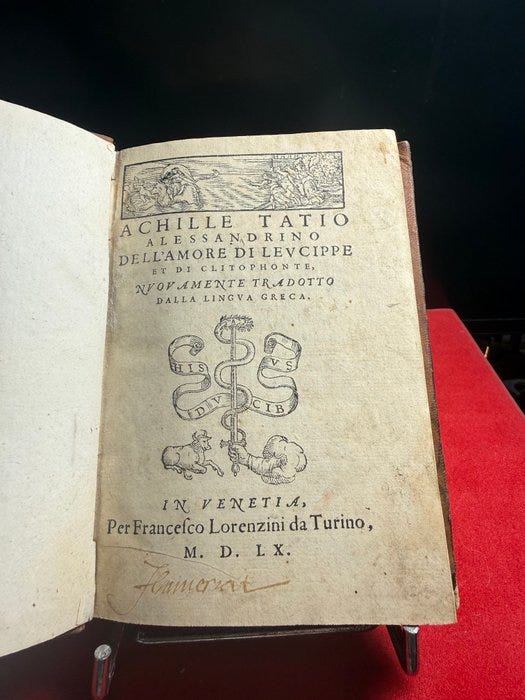 ACHILLE TATIO
ALESSANDRINO
DELL'AMORE DI LEVCIPPE
ET DI CLITOPHONTE,
NVOVAMENTE TRADOTTO
DALLA LINGVA GRECA.
HIS VS
DV CIB
IN VENETIA,
Per Franceſco Lorenzini da Turino,
M. D. LX.